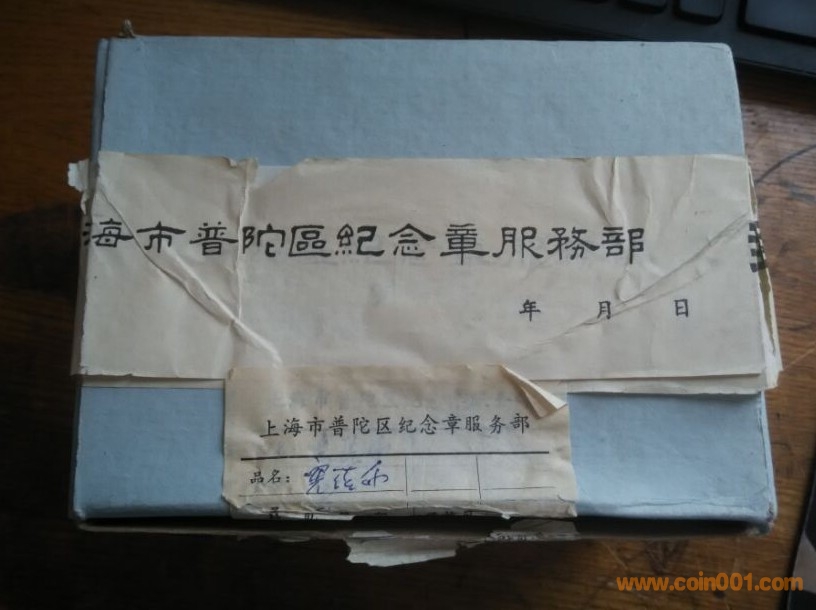 海市普陀區紀念章服務部
年 月 日
上海市普陀区纪念章服务部
品名：
www.coin001.com